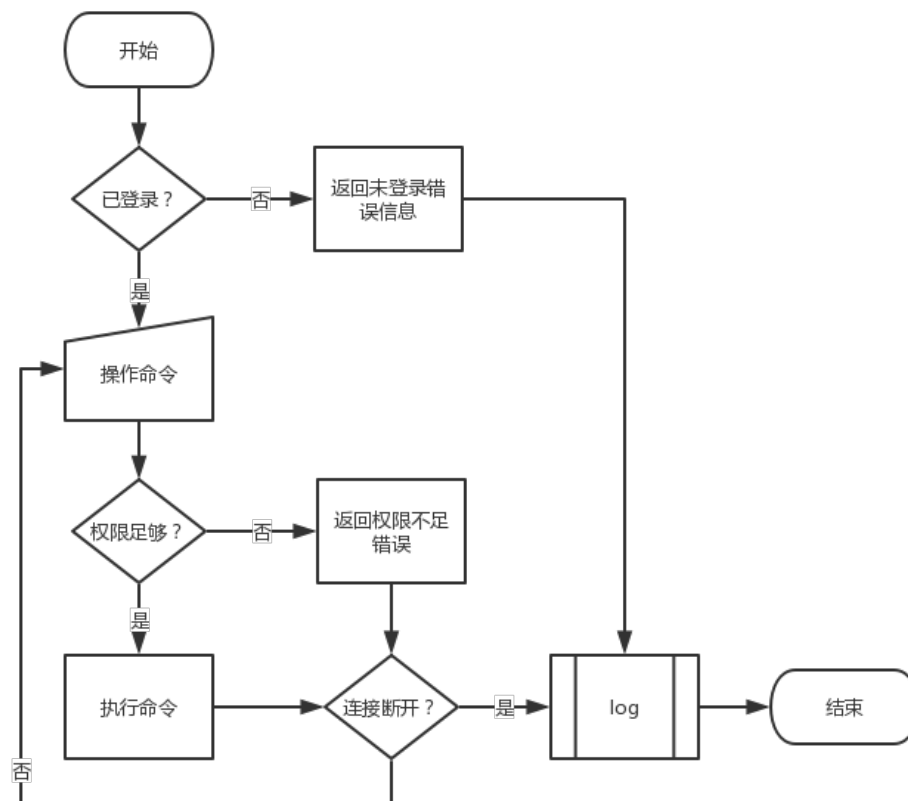 开始
已登录？
否
返回未登录错
误信息
是
操作命令
权限足够？
否
返回权限不足
错误
是
执行命令
连接断开？
是
log
结束
否